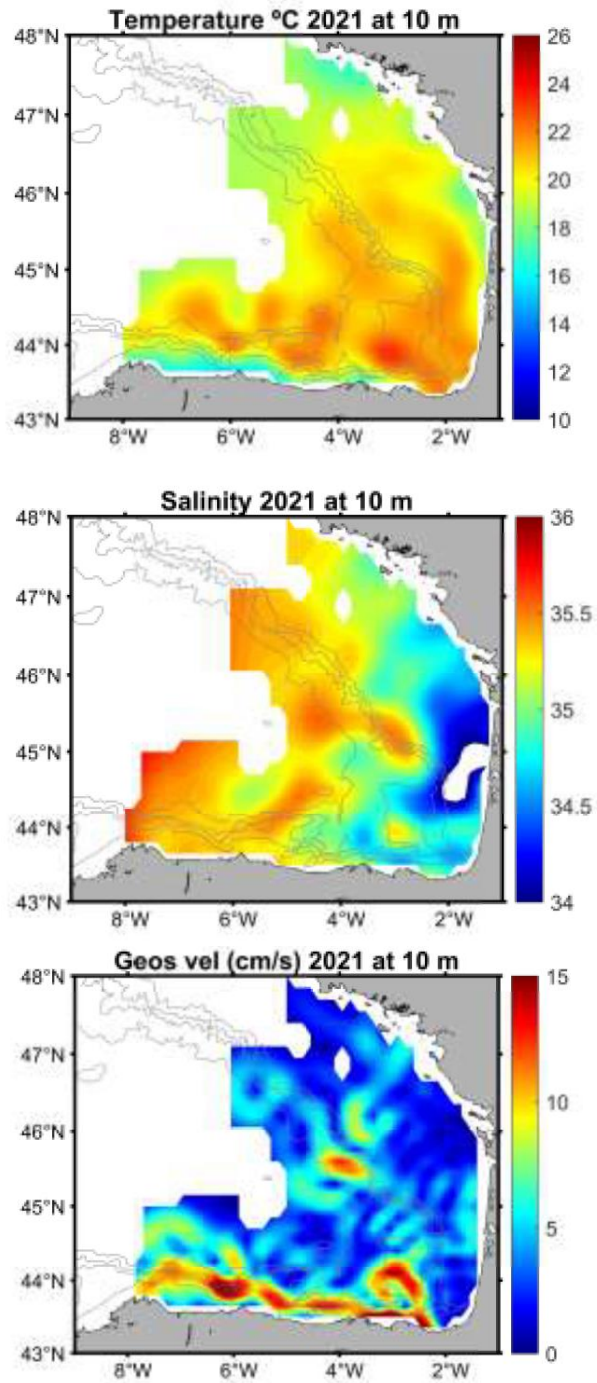 Temperature ºC 2021 at 10 m
48°N
47°N
46°N
45°N
44°N
43°N
8°W 6°W 4°W 2°W
26
24
22
20
18
16
14
12
10
Salinity 2021 at 10 m
48°N
47°N
46°N
45°N
44°N
43°N
8°W 6°W 4°W 2°W
36
35.5
35
34.5
34
Geos vel (cm/s) 2021 at 10 m
48°N
47°N
46°N
45°N
44°N
43°N
8°W 6°W 4°W 2°W
15
10
5
0